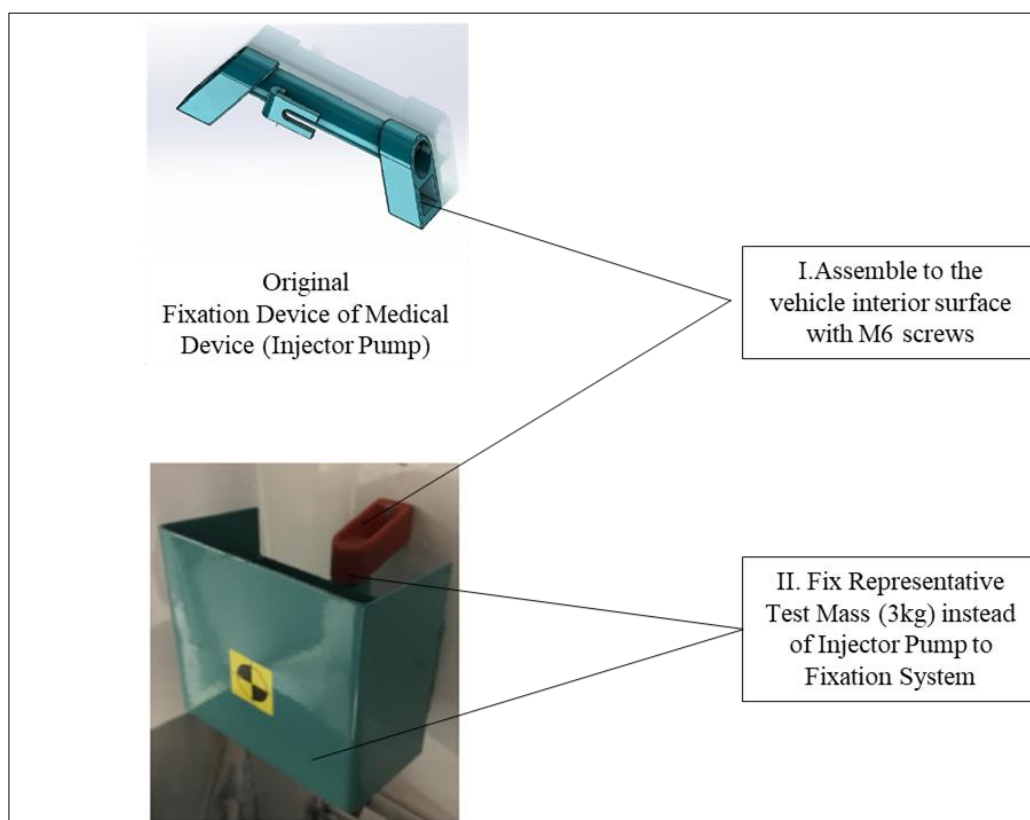 Original
Fixation Device of Medical
Device (Injector Pump)
I.Assemble to the
vehicle interior surface
with M6 screws
II. Fix Representative
Test Mass (3kg) instead
of Injector Pump to
Fixation System